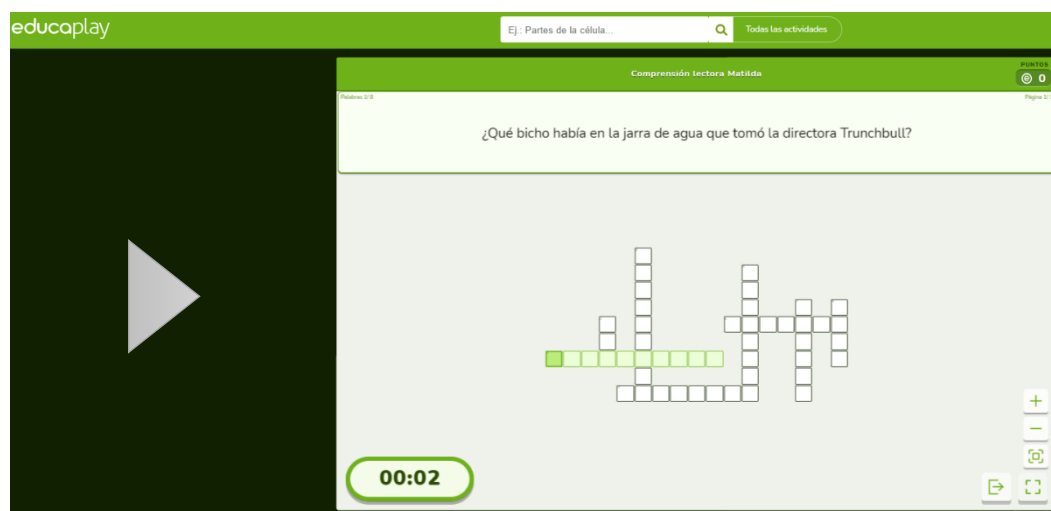 educaplay
Ej.: Partes de la célula...
Todas las actividades
Comprensión lectora Matilda
PUNTOS
0
¿Qué bicho había en la jarra de agua que tomó la directora Trunchbull?
00:02